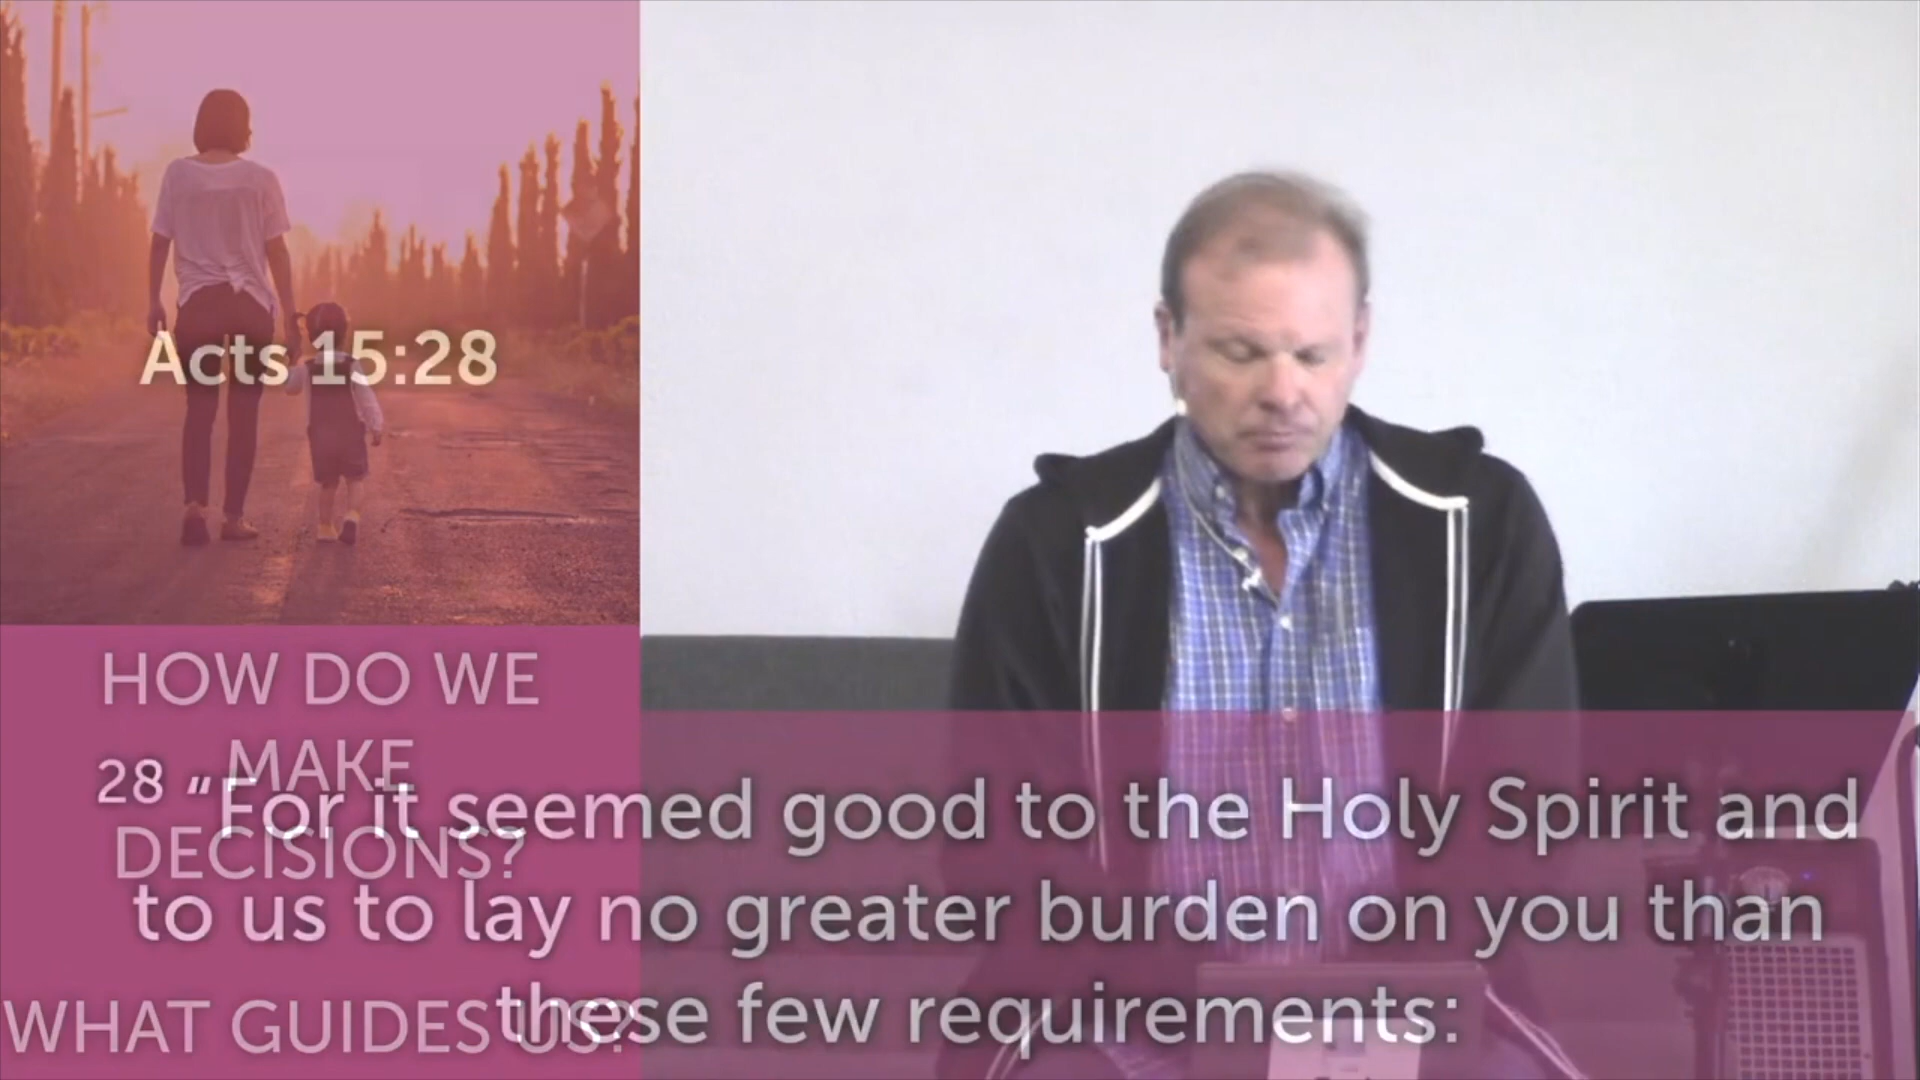 Acts 15:28
HOW DO WE
MAKE
DECISIONS?
WHAT GUIDES US?
28 “For it seemed good to the Holy Spirit and
to us to lay no greater burden on you than
these few requirements: